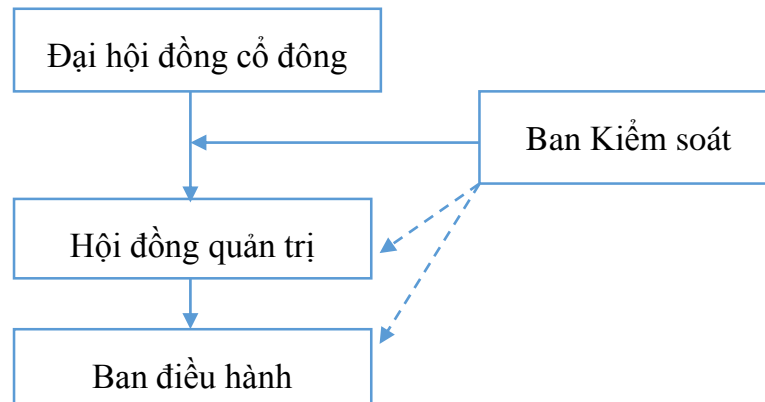 Đại hội đồng cổ đông
Ban Kiểm soát
Hội đồng quản trị
Ban điều hành